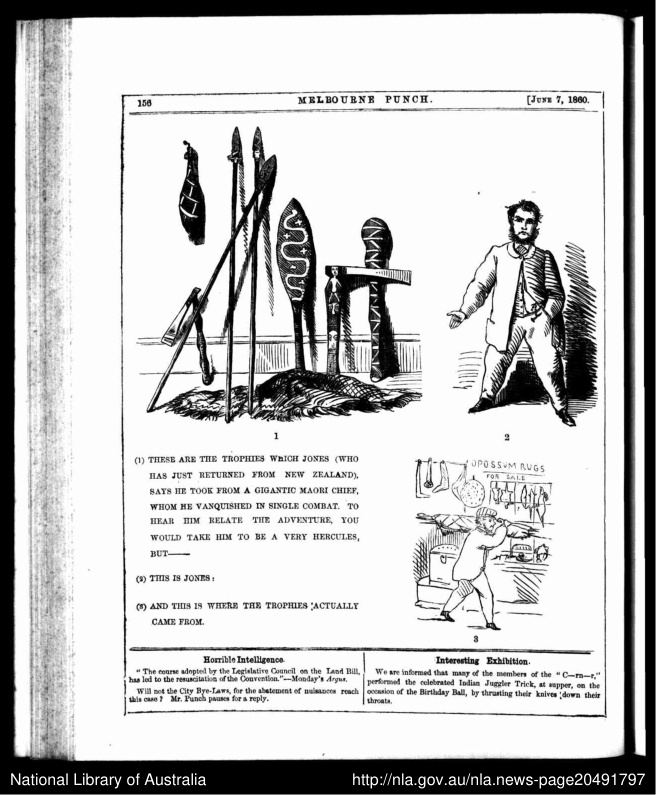 156 MELBOURNE PUNCH. [JUNE 7, 1860.
1
2
(1) THESE ARE THE TROPHIES WHICH JONES (WHO
HAS JUST RETURNED FROM NEW ZEALAND),
SAYS HE TOOK FROM A GIGANTIC MAORI CHIEF,
WHOM HE VANQUISHED IN SINGLE COMBAT. TO
HEAR HIM RELATE THE ADVENTURE, YOU
WOULD TAKE HIM TO BE A VERY HERCULES,
BUT——
(2) THIS IS JONES:
(3) AND THIS IS WHERE THE TROPHIES ACTUALLY
CAME FROM.
OPOSSUM RUGS
FOR SALE
3
Horrible Intelligence.
"The course adopted by the Legislative Council on the Land Bill,
has led to the resuscitation of the Convention."—Monday's Argus.
Will not the City Bye-Laws, for the abatement of nuisances reach
this case? Mr. Punch pauses for a reply.
Interesting Exhibition.
We are informed that many of the members of the "C—rn—r,"
performed the celebrated Indian Juggler Trick, at supper, on the
occasion of the Birthday Ball, by thrusting their knives down their
throats.
National Library of Australia
http://nla.gov.au/nla.news-page20491797